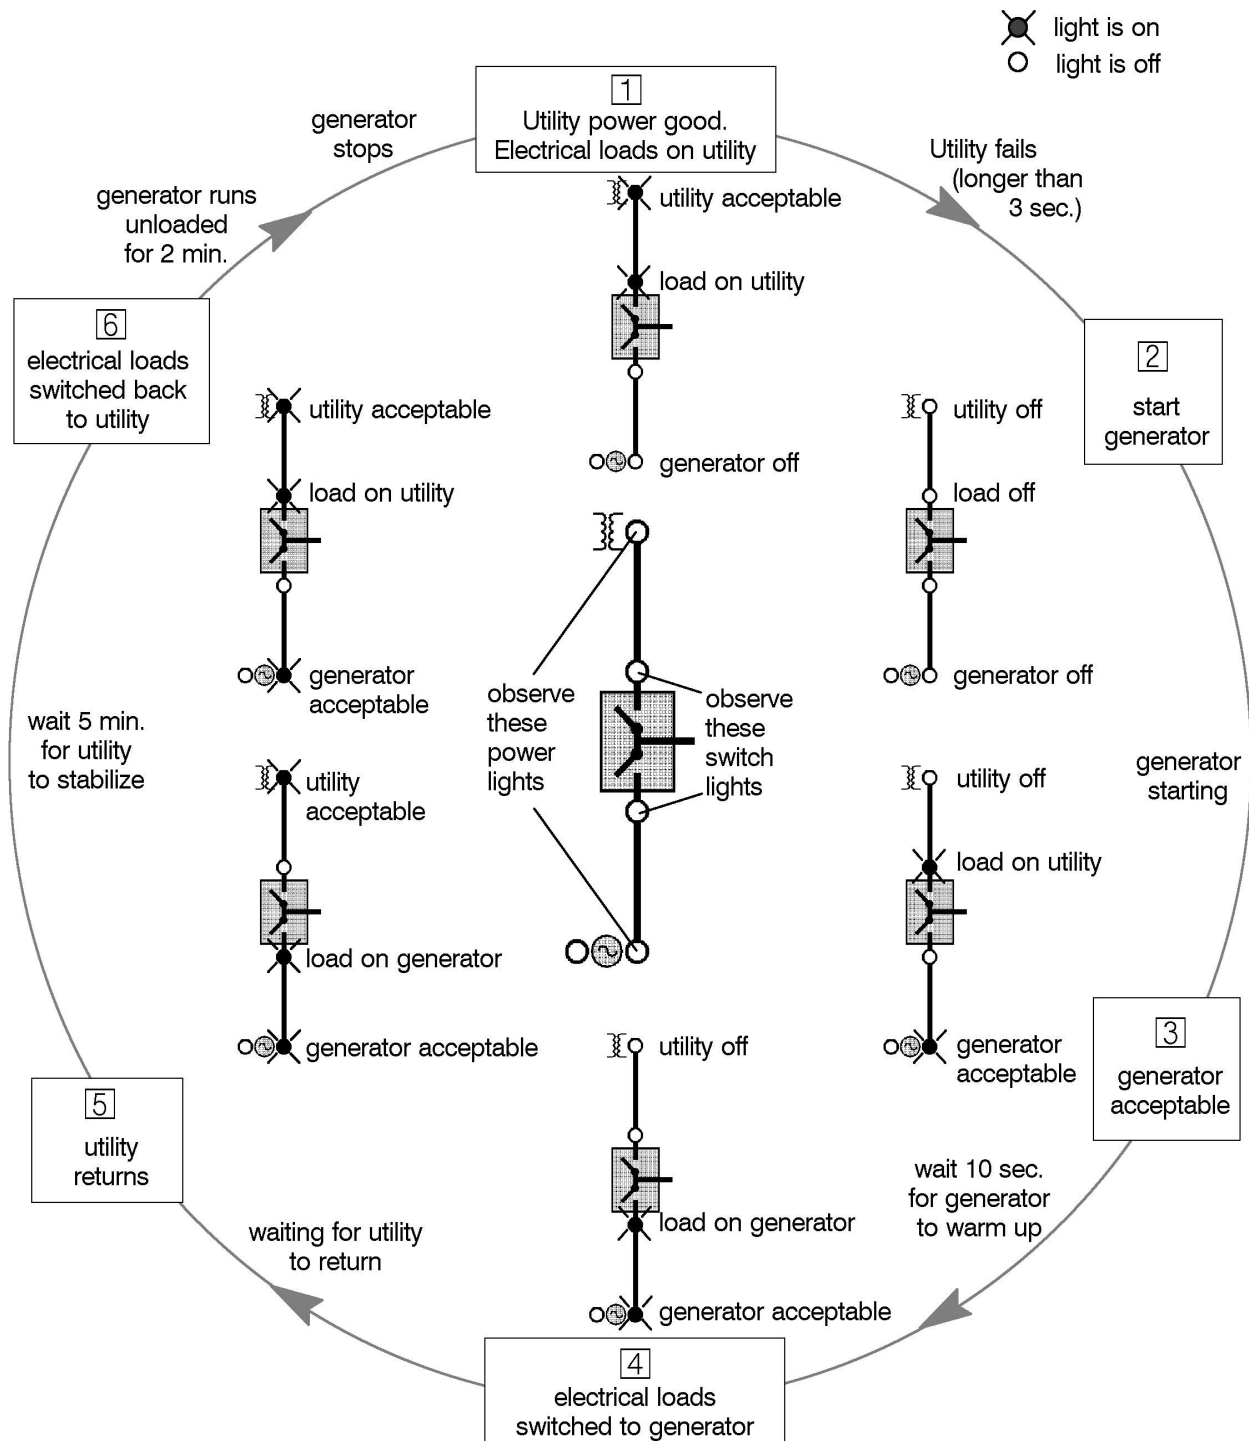 light is on
light is off
1
Utility power good.
Electrical loads on utility
generator
stops
Utility fails
(longer than
3 sec.)
generator runs
unloaded
for 2 min.
utility acceptable
load on utility
generator off
6
electrical loads
switched back
to utility
2
start
generator
utility acceptable
load on utility
generator
acceptable
utility off
load off
generator off
observe
these
power
lights
observe
these
switch
lights
wait 5 min.
for utility
to stabilize
generator
starting
utility
acceptable
load on generator
generator acceptable
utility off
load on utility
generator
acceptable
3
generator
acceptable
5
utility
returns
utility off
load on generator
generator acceptable
wait 10 sec.
for generator
to warm up
waiting for utility
to return
4
electrical loads
switched to generator